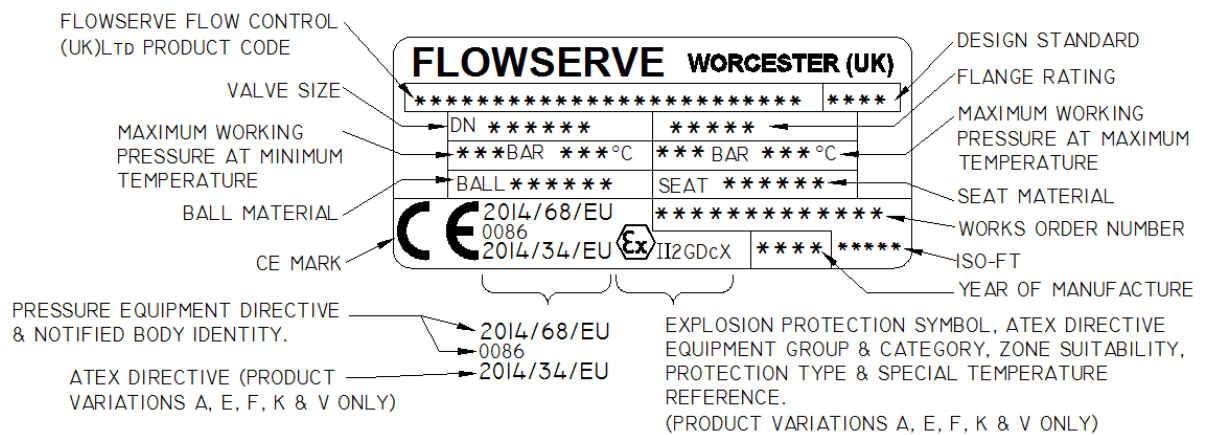 FLOWSERVE FLOW CONTROL
(UK)LTD PRODUCT CODE
VALVE SIZE
MAXIMUM WORKING
PRESSURE AT MINIMUM
TEMPERATURE
BALL MATERIAL
CE MARK
FLOWSERVE WORCESTER (UK)
************************* ****
DN ****** *****
***BAR ***°C *** BAR ***°C
BALL ****** SEAT ******
CE 2014/68/EU *************
0086
2014/34/EU Ex II2GDcX **** *****
DESIGN STANDARD
FLANGE RATING
MAXIMUM WORKING
PRESSURE AT MAXIMUM
TEMPERATURE
SEAT MATERIAL
WORKS ORDER NUMBER
ISO-FT
YEAR OF MANUFACTURE
PRESSURE EQUIPMENT DIRECTIVE
& NOTIFIED BODY IDENTITY.
2014/68/EU
0086
2014/34/EU
ATEX DIRECTIVE (PRODUCT
VARIATIONS A, E, F, K & V ONLY)
EXPLOSION PROTECTION SYMBOL, ATEX DIRECTIVE
EQUIPMENT GROUP & CATEGORY, ZONE SUITABILITY,
PROTECTION TYPE & SPECIAL TEMPERATURE
REFERENCE.
(PRODUCT VARIATIONS A, E, F, K & V ONLY)